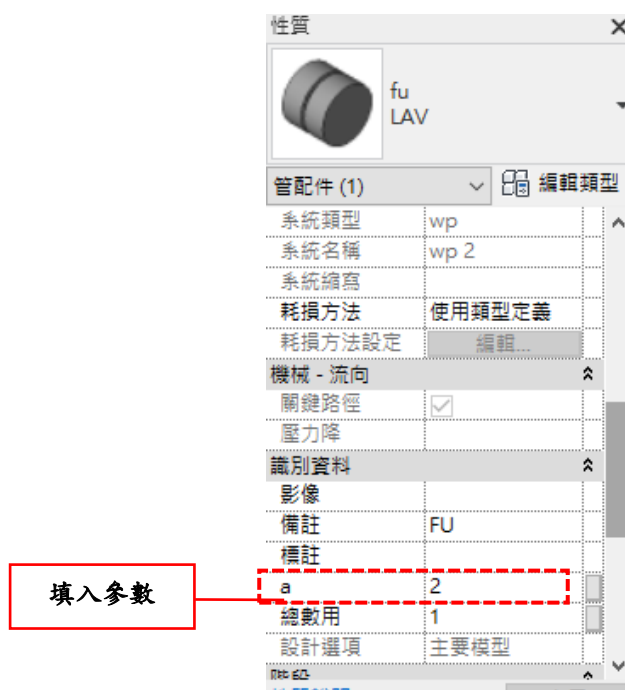 性質
fu
LAV
管配件 (1) 編輯類型
系統類型 wp
系統名稱 wp 2
系統縮寫
耗損方法 使用類型定義
耗損方法設定 編輯...
機械 - 流向
關鍵路徑
壓力降
識別資料
影像
備註 FU
標註
填入參數
a 2
總數用 1
設計選項 主要模型
階段